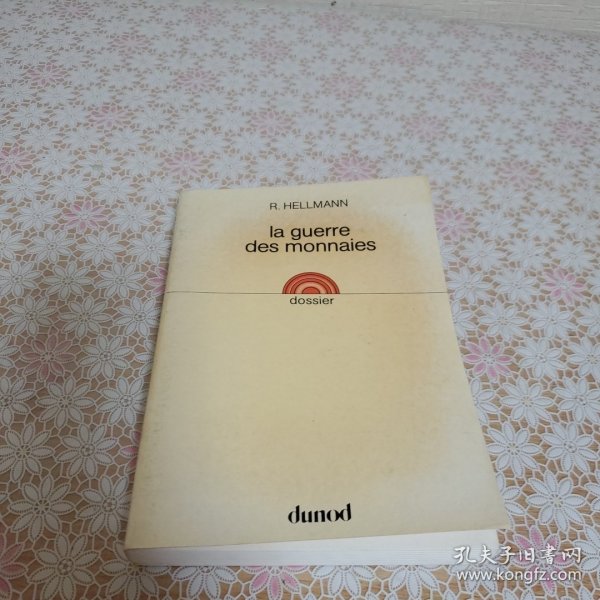 R. HELLMANN
la guerre
des monnaies
dossier
dunod
孔夫子旧书网
www.kongfz.com